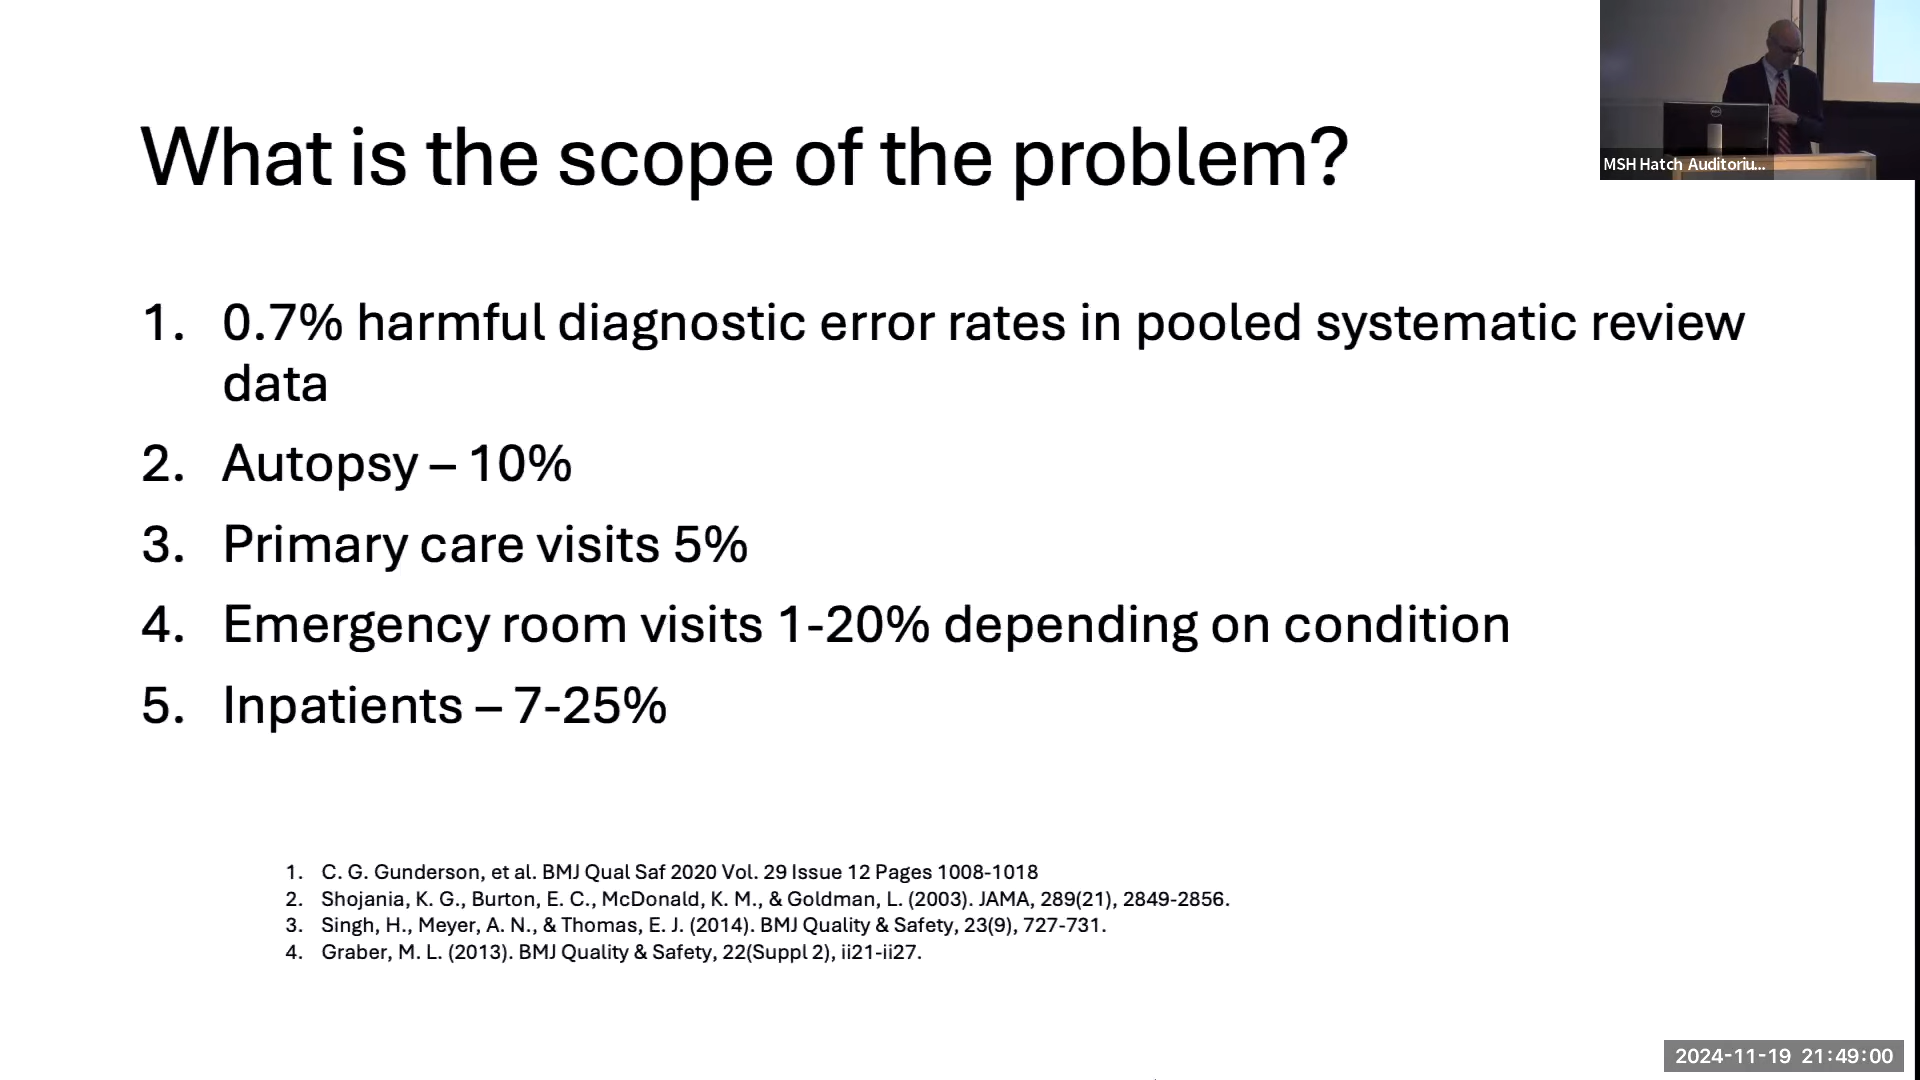 What is the scope of the problem?
MSH Hatch Auditoriu...
1. 0.7% harmful diagnostic error rates in pooled systematic review
data
2. Autopsy – 10%
3. Primary care visits 5%
4. Emergency room visits 1-20% depending on condition
5. Inpatients – 7-25%
1. C. G. Gunderson, et al. BMJ Qual Saf 2020 Vol. 29 Issue 12 Pages 1008-1018
2. Shojania, K. G., Burton, E. C., McDonald, K. M., & Goldman, L. (2003). JAMA, 289(21), 2849-2856.
3. Singh, H., Meyer, A. N., & Thomas, E. J. (2014). BMJ Quality & Safety, 23(9), 727-731.
4. Graber, M. L. (2013). BMJ Quality & Safety, 22(Suppl 2), ii21-ii27.
2024-11-19 21:49:00